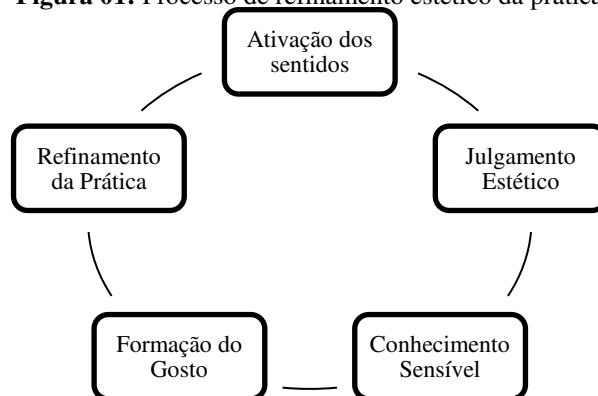 Figura 01: Processo de refinamento estético da prática
Ativação dos
sentidos
Julgamento
Estético
Conhecimento
Sensível
Formação do
Gosto
Refinamento
da Prática